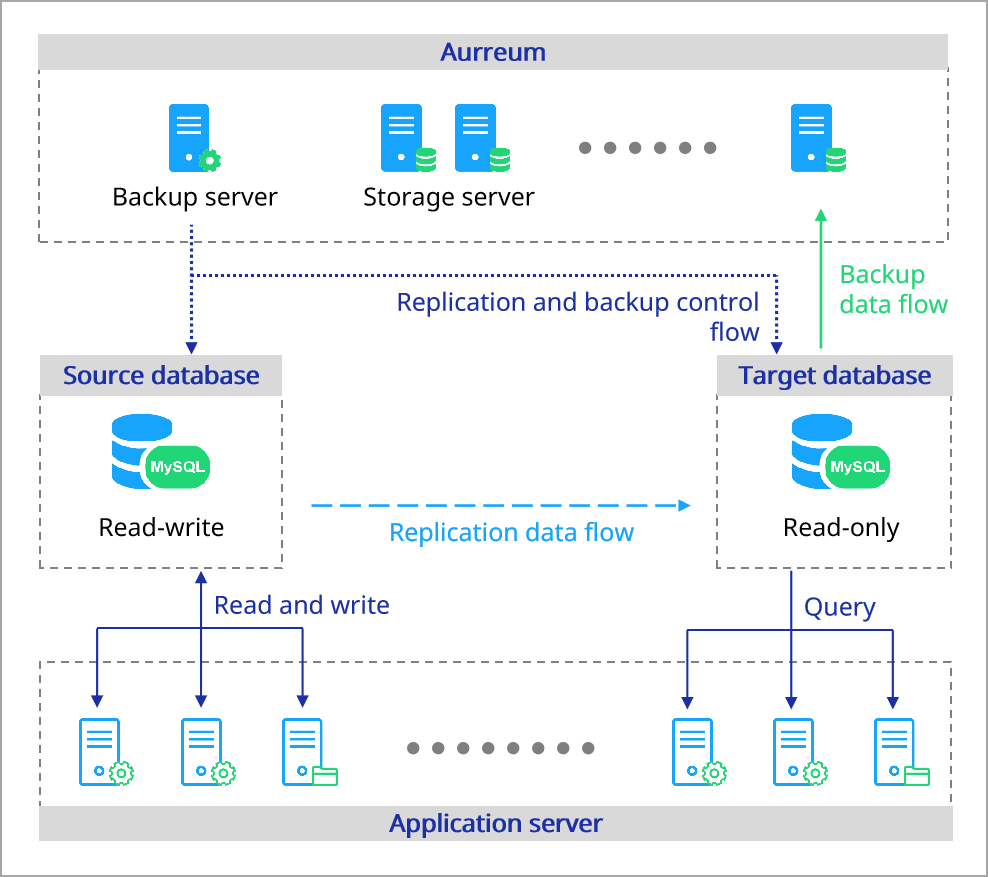 Aurreum
Backup server
Storage server
Backup
data flow
Replication and backup control
flow
Source database
Target database
MySQL
MySQL
Read-write
Read-only
Replication data flow
Read and write
Query
Application server